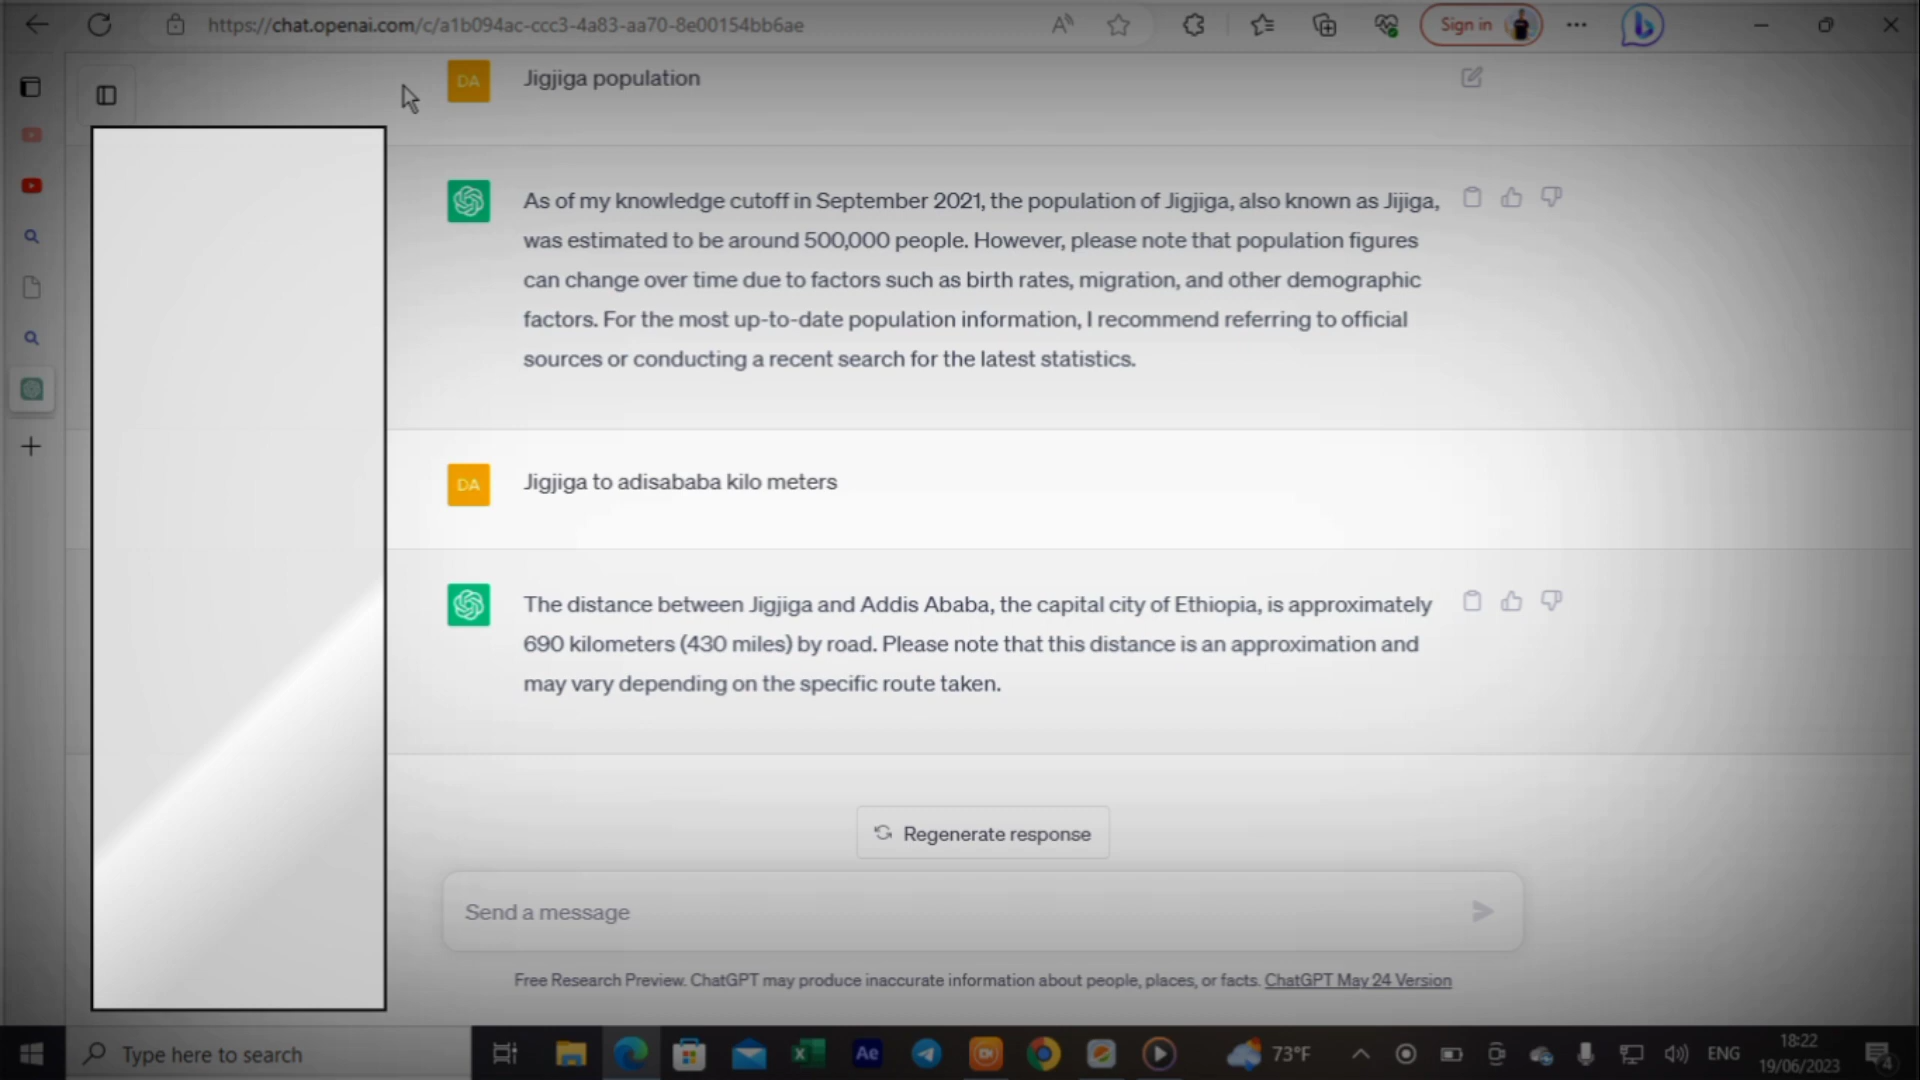 https://chat.openai.com/c/a1b094ac-ccc3-4a83-aa70-8e00154bb6ae
Sign in
DA
Jigjiga population
As of my knowledge cutoff in September 2021, the population of Jigjiga, also known as Jijiga,
was estimated to be around 500,000 people. However, please note that population figures
can change over time due to factors such as birth rates, migration, and other demographic
factors. For the most up-to-date population information, I recommend referring to official
sources or conducting a recent search for the latest statistics.
DA
Jigjiga to adisababa kilo meters
The distance between Jigjiga and Addis Ababa, the capital city of Ethiopia, is approximately
690 kilometers (430 miles) by road. Please note that this distance is an approximation and
may vary depending on the specific route taken.
Regenerate response
Send a message
Free Research Preview. ChatGPT may produce inaccurate information about people, places, or facts. ChatGPT May 24 Version
Type here to search
Ae
73°F
ENG
18:22
19/06/2023
4